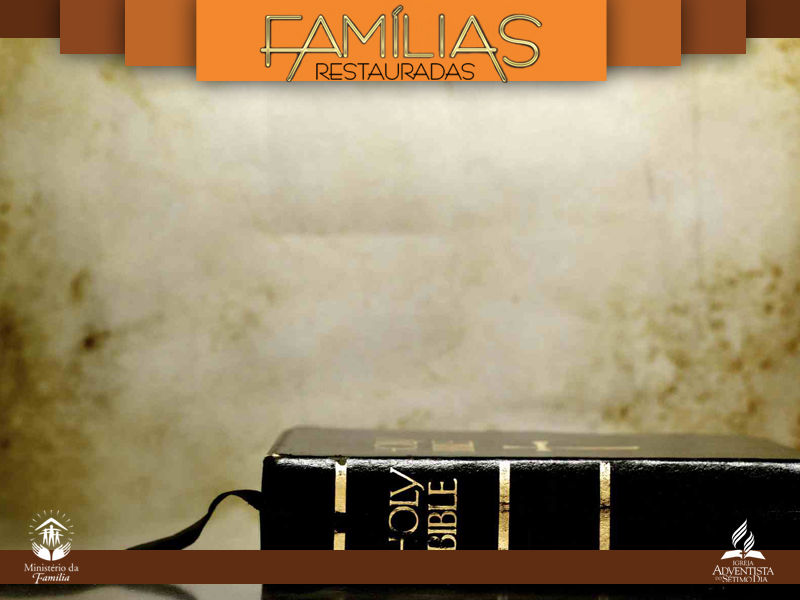 FAMÍLIAS
RESTAURADAS
HOLY
BIBLE
Ministério da
Família
IGREJA
ADVENTISTA
DO SÉTIMO DIA